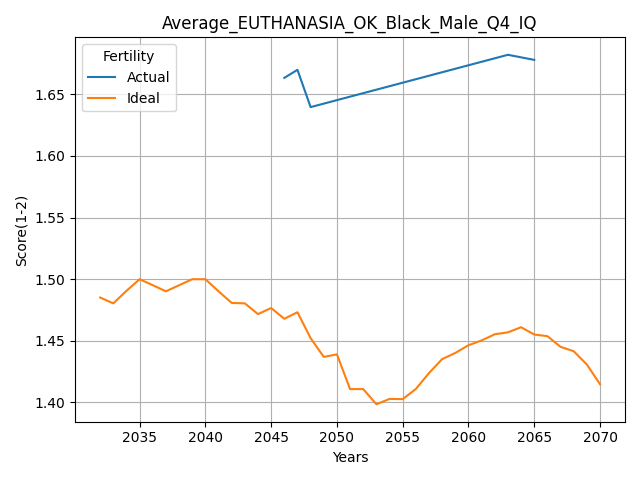 Average_EUTHANASIA_OK_Black_Male_Q4_IQ
Fertility
Actual
Ideal
Score(1-2)
1.65
1.60
1.55
1.50
1.45
1.40
2035 2040 2045 2050 2055 2060 2065 2070
Years